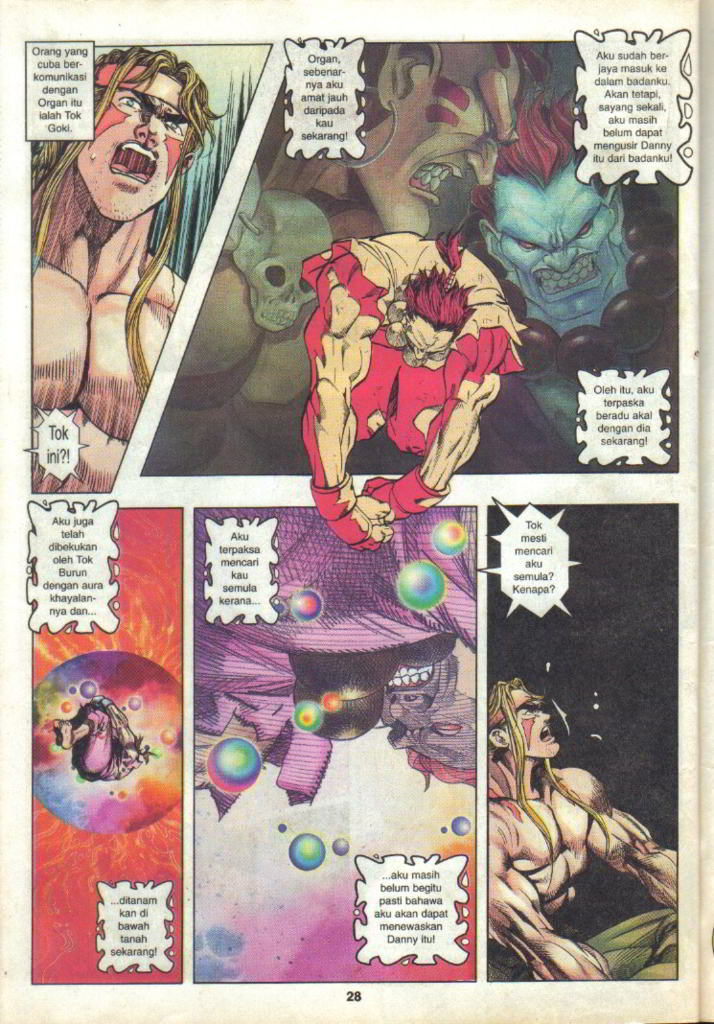 Orang yang
cuba ber-
komunikasi
dengan
Organ itu
ialah Tok
Goki.
Tok
ini?!
Organ,
sebenar-
nya aku
amat jauh
daripada
kau
sekarang!
Aku sudah ber-
jaya masuk ke
dalam badanku.
Akan tetapi,
sayang sekali,
aku masih
belum dapat
mengusir Danny
itu dari badanku!
Oleh itu, aku
terpaska
beradu akal
dengan dia
sekarang!
Aku juga
telah
dibekukan
oleh Tok
Burun
dengan aura
khayalan-
nya dan...
...ditanam
kan di
bawah
tanah
sekarang!
Aku
terpaksa
mencari
kau
semula
kerana...
...aku masih
belum begitu
pasti bahawa
aku akan dapat
menewaskan
Danny itu!
Tok
mesti
mencari
aku
semula?
Kenapa?
28